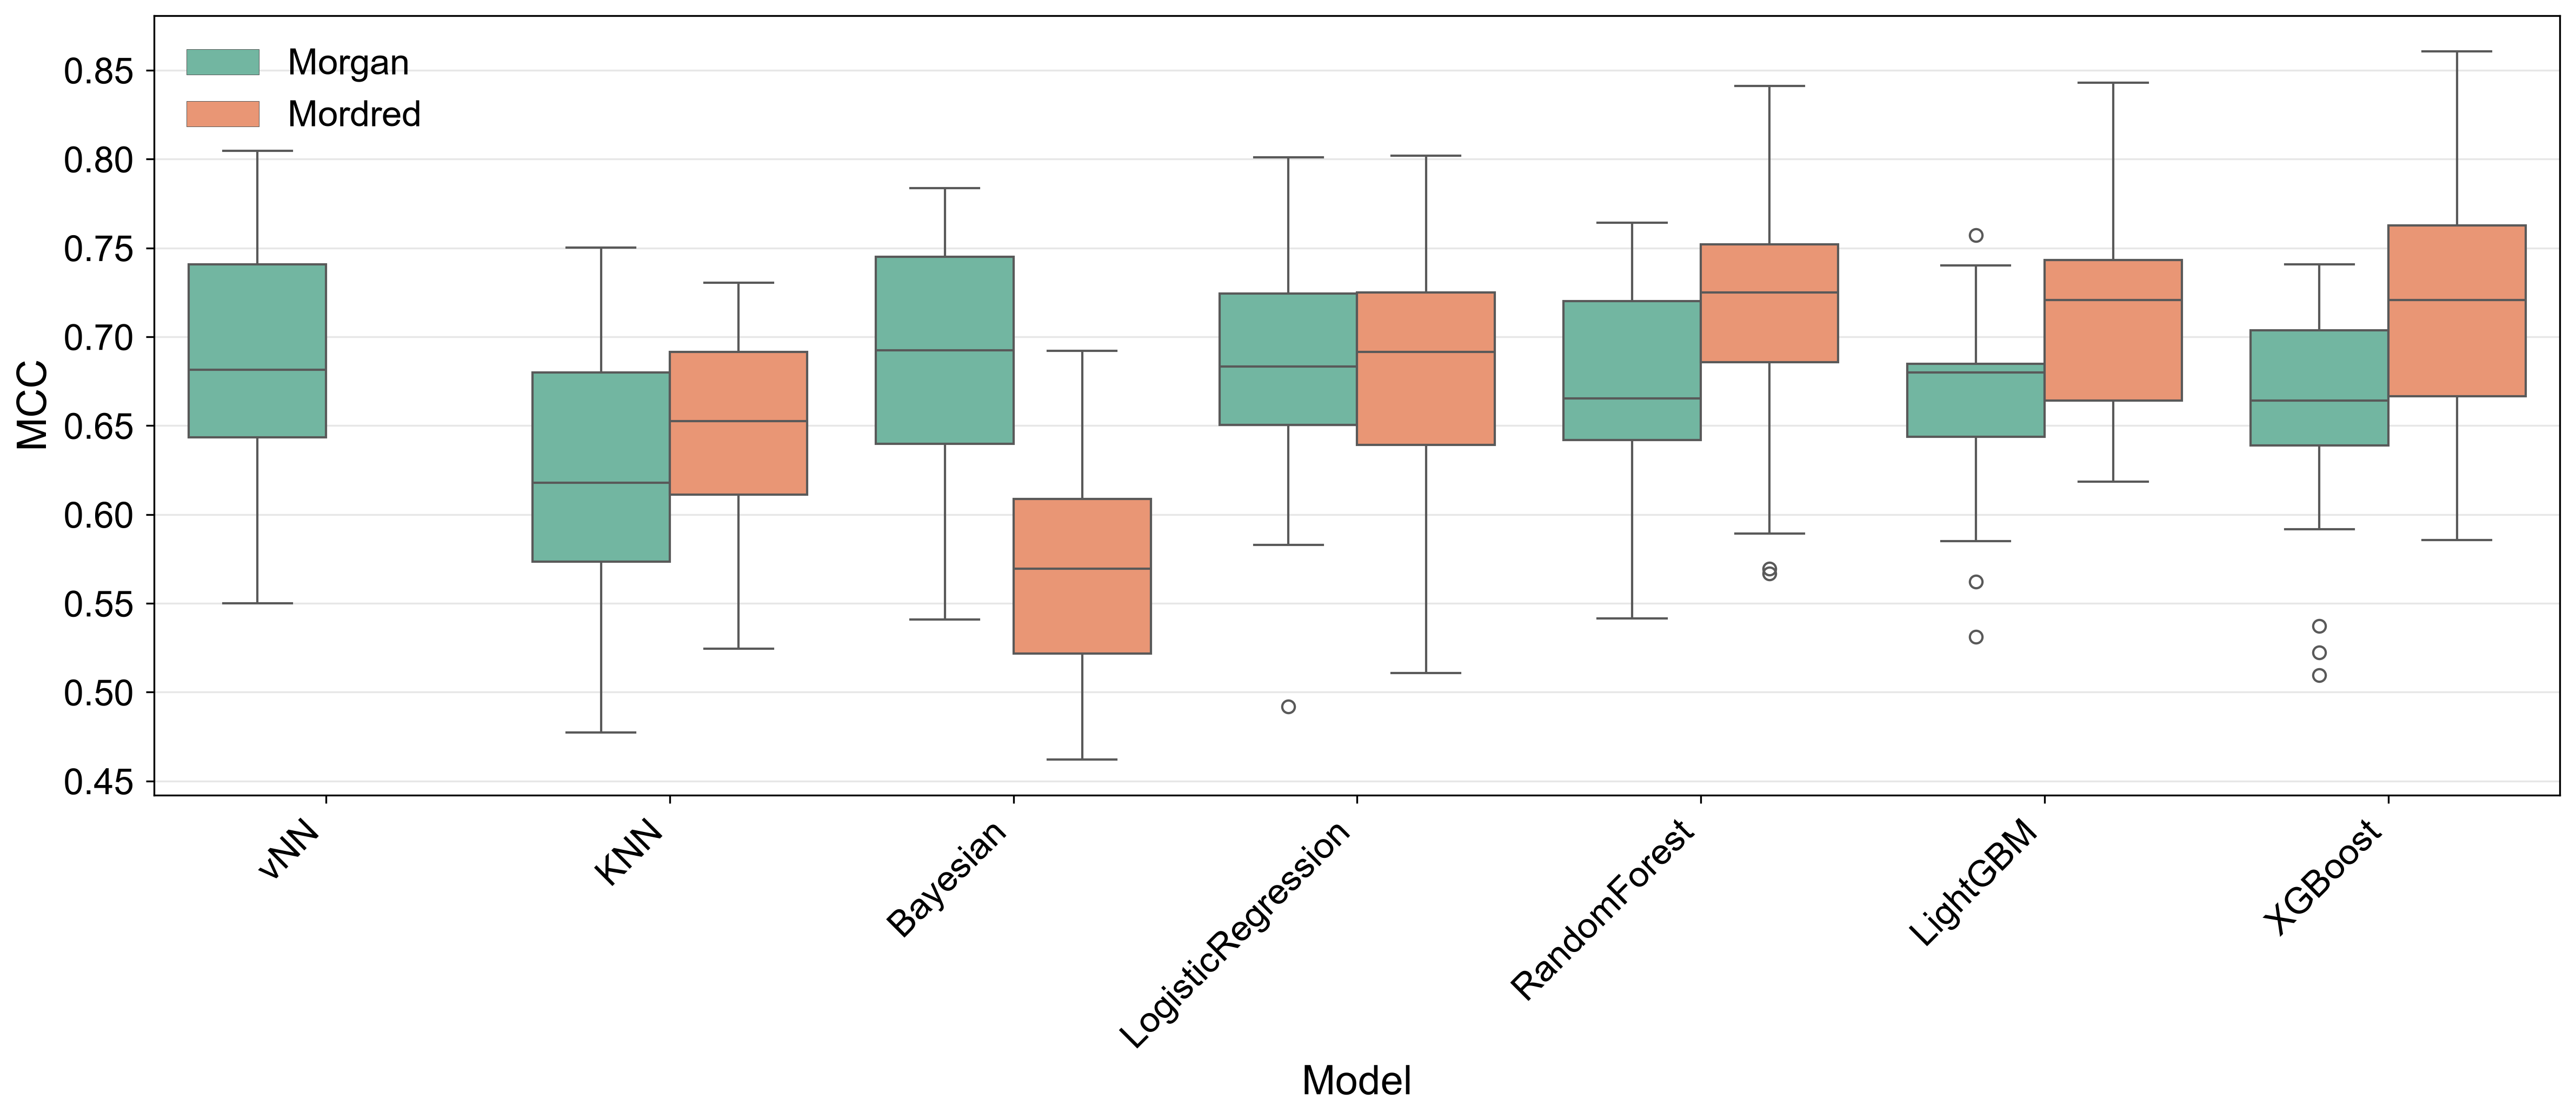 Morgan
Mordred
MCC
0.85
0.80
0.75
0.70
0.65
0.60
0.55
0.50
0.45
vNN
KNN
Bayesian
LogisticRegression
RandomForest
LightGBM
XGBoost
Model